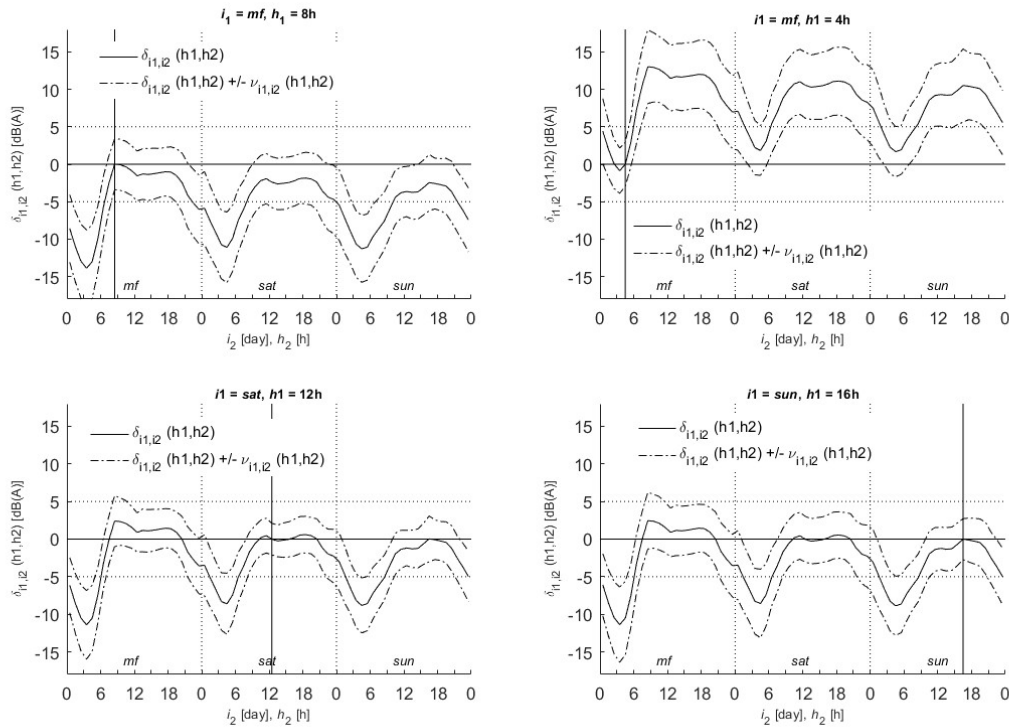 i₁ = mf, h₁ = 8h
δi1,i2 (h1,h2)
δi1,i2 (h1,h2) +/- νi1,i2 (h1,h2)
δi1,i2 (h1,h2) [dB(A)]
15
10
5
0
-5
-10
-15
mf sat sun
0 6 12 18 0 6 12 18 0 6 12 18 0
i₂ [day], h₂ [h]
i1 = mf, h1 = 4h
δi1,i2 (h1,h2) [dB(A)]
15
10
5
0
-5
-10
-15
δi1,i2 (h1,h2)
δi1,i2 (h1,h2) +/- νi1,i2 (h1,h2)
mf sat sun
0 6 12 18 0 6 12 18 0 6 12 18 0
i₂ [day], h₂ [h]
i1 = sat, h1 = 12h
δi1,i2 (h1,h2)
δi1,i2 (h1,h2) +/- νi1,i2 (h1,h2)
δi1,i2 (h1,h2) [dB(A)]
15
10
5
0
-5
-10
-15
mf sat sun
0 6 12 18 0 6 12 18 0 6 12 18 0
i₂ [day], h₂ [h]
i1 = sun, h1 = 16h
δi1,i2 (h1,h2)
δi1,i2 (h1,h2) +/- νi1,i2 (h1,h2)
δi1,i2 (h1,h2) [dB(A)]
15
10
5
0
-5
-10
-15
mf sat sun
0 6 12 18 0 6 12 18 0 6 12 18 0
i₂ [day], h₂ [h]